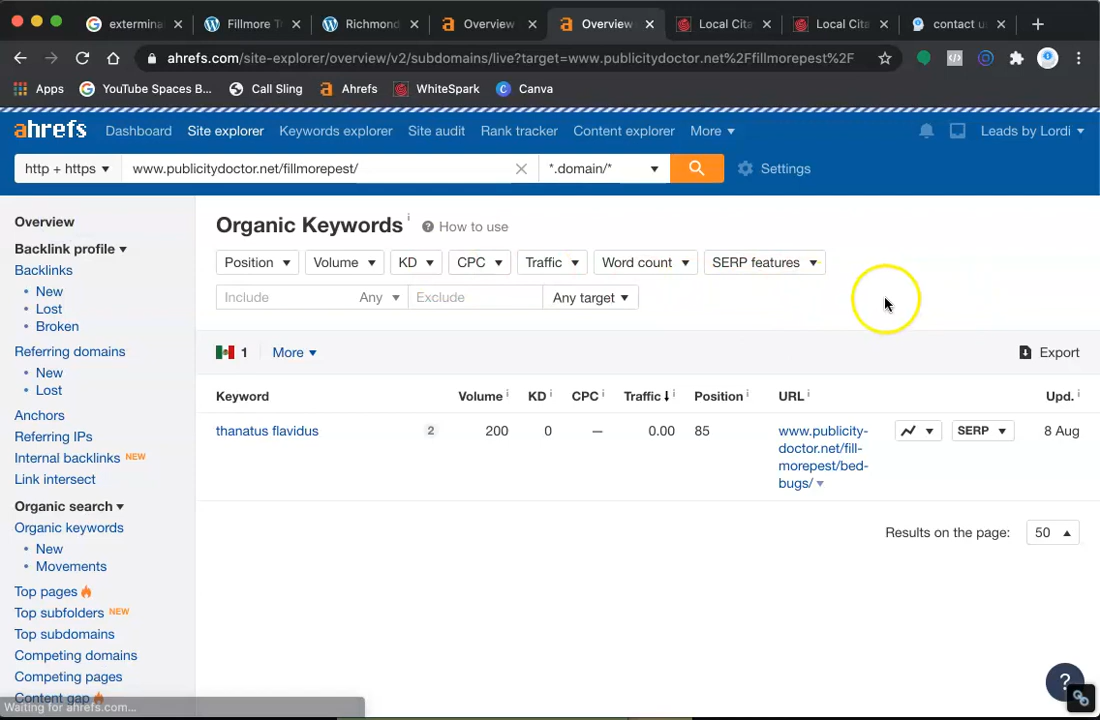 extermina
Fillmore T
Richmond
Overview
Overview
Local Cita
Local Cita
contact u
ahrefs.com/site-explorer/overview/v2/subdomains/live?target=www.publicitydoctor.net%2Ffillmorepest%2F
Apps
YouTube Spaces B...
Call Sling
Ahrefs
WhiteSpark
Canva
ahrefs
Dashboard
Site explorer
Keywords explorer
Site audit
Rank tracker
Content explorer
More
Leads by Lordi
http + https
www.publicitydoctor.net/fillmorepest/
*.domain/*
Settings
Overview
Backlink profile
Backlinks
• New
• Lost
• Broken
Referring domains
• New
• Lost
Anchors
Referring IPs
Internal backlinks NEW
Link intersect
Organic search
Organic keywords
• New
• Movements
Top pages
Top subfolders NEW
Top subdomains
Competing domains
Competing pages
Content gap
Waiting for ahrefs.com...
Organic Keywords i
? How to use
Position
Volume
KD
CPC
Traffic
Word count
SERP features
Include
Any
Exclude
Any target
1
More
Export
Keyword
Volume i
KD i
CPC i
Traffic i
Position i
URL i
Upd. i
thanatus flavidus
2
200
0
—
0.00
85
www.publicity-
doctor.net/fill-
morepest/bed-
bugs/
SERP
8 Aug
Results on the page:
50
?